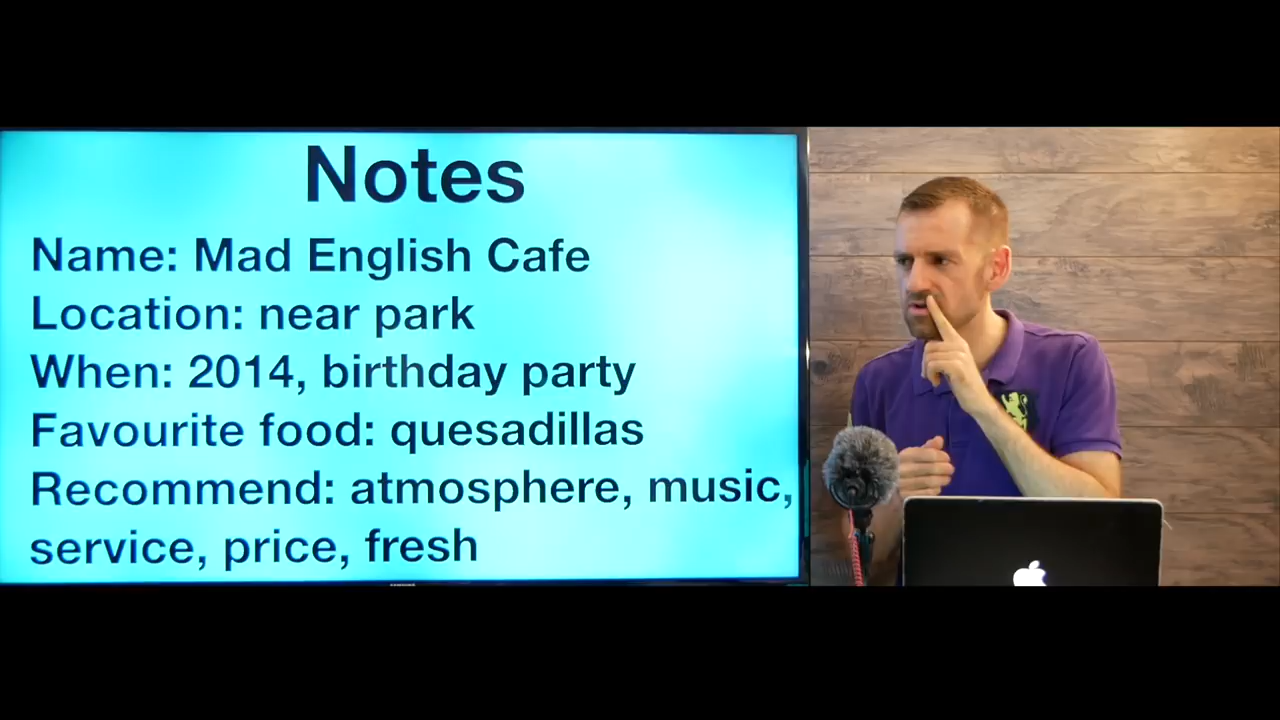 Notes
Name: Mad English Cafe
Location: near park
When: 2014, birthday party
Favourite food: quesadillas
Recommend: atmosphere, music,
service, price, fresh